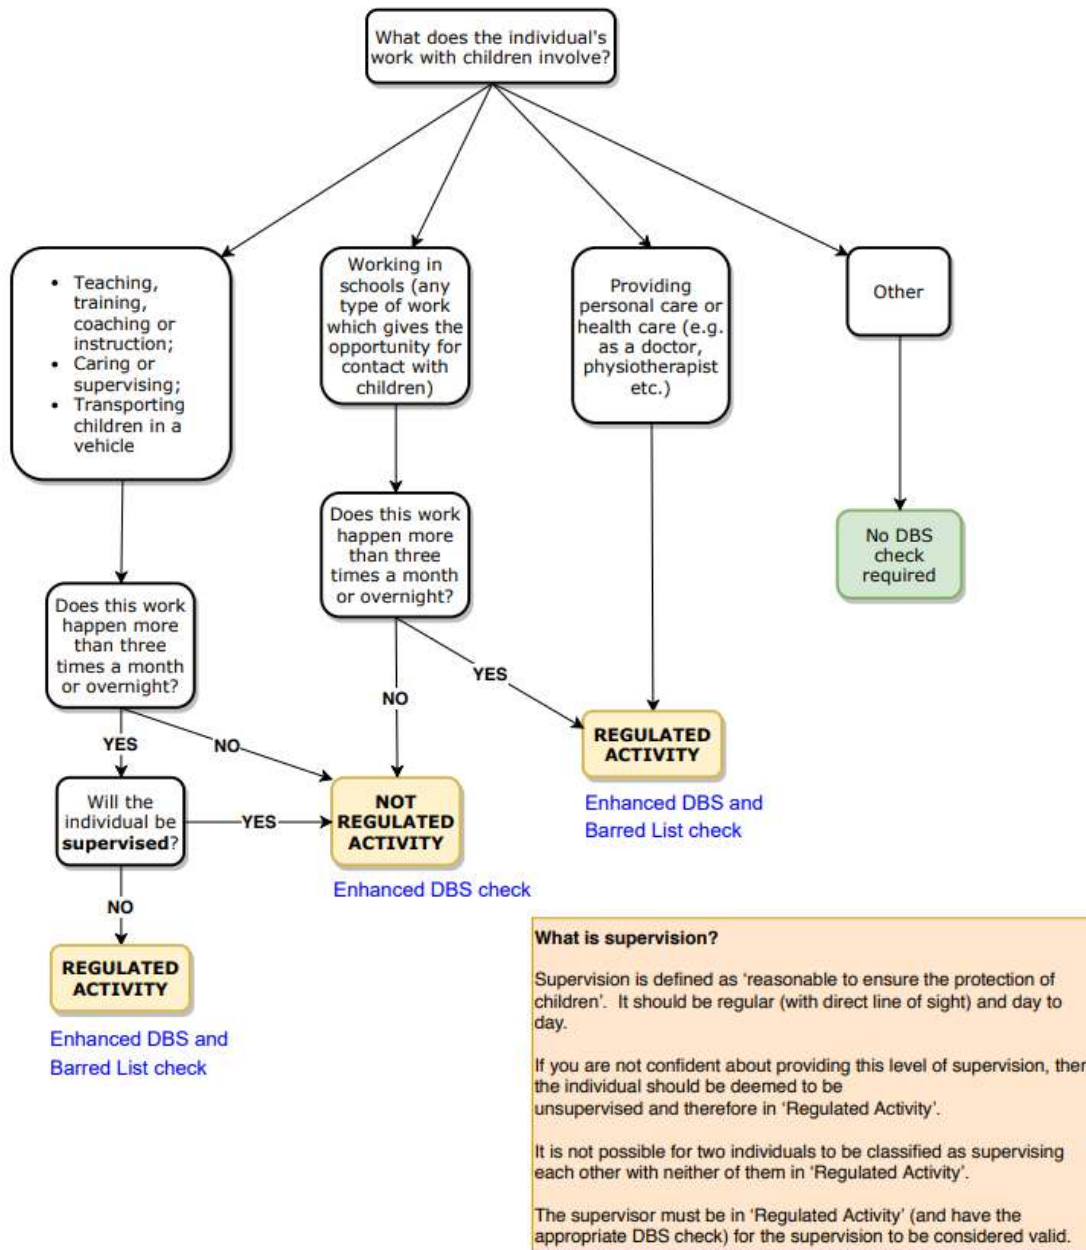 What does the individual's
work with children involve?
• Teaching,
training,
coaching or
instruction;
• Caring or
supervising;
• Transporting
children in a
vehicle
Working in
schools (any
type of work
which gives the
opportunity for
contact with
children)
Providing
personal care or
health care (e.g.
as a doctor,
physiotherapist
etc.)
Other
Does this work
happen more
than three
times a month
or overnight?
No DBS
check
required
Does this work
happen more
than three
times a month
or overnight?
YES
NO
YES
NO
REGULATED
ACTIVITY
Enhanced DBS and
Barred List check
Will the
individual be
supervised?
YES
NOT
REGULATED
ACTIVITY
Enhanced DBS check
NO
REGULATED
ACTIVITY
Enhanced DBS and
Barred List check
What is supervision?
Supervision is defined as ‘reasonable to ensure the protection of
children’. It should be regular (with direct line of sight) and day to
day.
If you are not confident about providing this level of supervision, then
the individual should be deemed to be
unsupervised and therefore in ‘Regulated Activity’.
It is not possible for two individuals to be classified as supervising
each other with neither of them in ‘Regulated Activity’.
The supervisor must be in ‘Regulated Activity’ (and have the
appropriate DBS check) for the supervision to be considered valid.